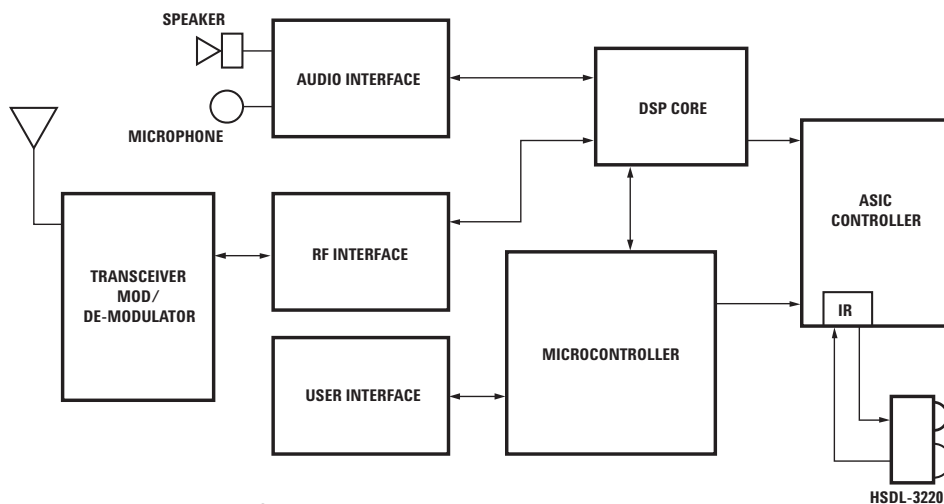 SPEAKER
AUDIO INTERFACE
MICROPHONE
DSP CORE
ASIC
CONTROLLER
IR
TRANSCEIVER
MOD/
DE-MODULATOR
RF INTERFACE
MICROCONTROLLER
USER INTERFACE
HSDL-3220